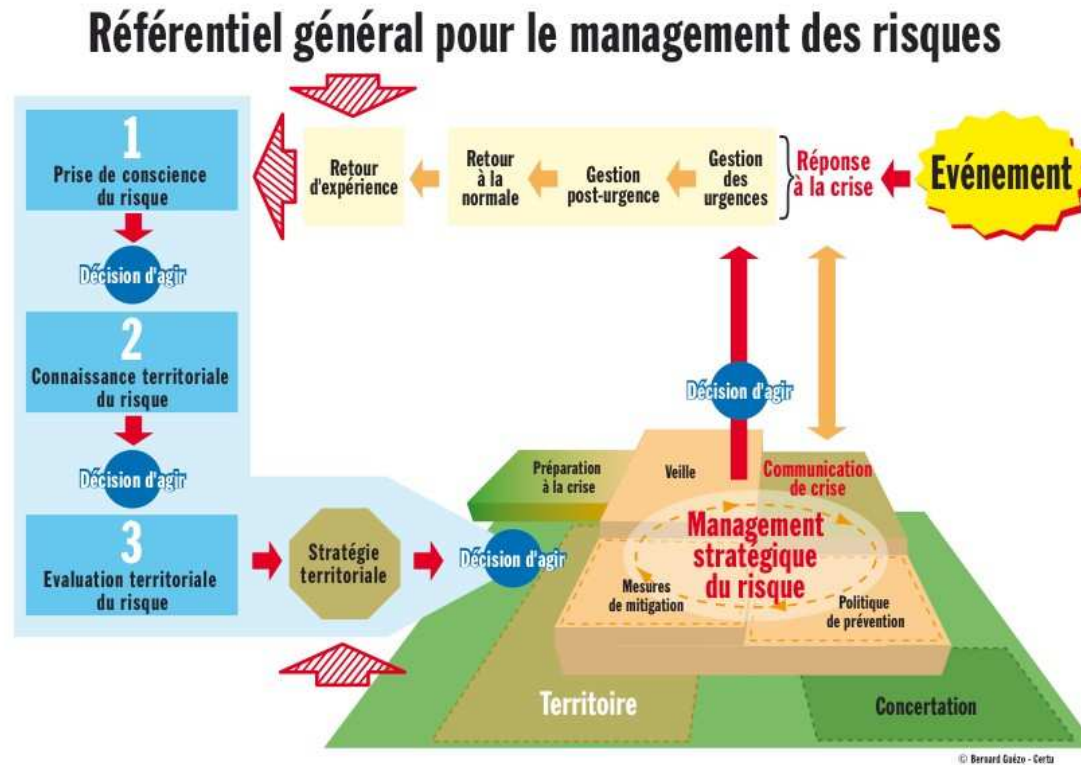 Référentiel général pour le management des risques
1
Prise de conscience
du risque
Décision d'agir
2
Connaissance territoriale
du risque
Décision d'agir
3
Evaluation territoriale
du risque
Stratégie
territoriale
Décision d'agir
Retour
d'expérience
Retour
à la
normale
Gestion
post-urgence
Gestion
des
urgences
Réponse
à la crise
Evénement
Décision d'agir
Préparation
à la crise
Veille
Communication
de crise
Management
stratégique
du risque
Mesures
de mitigation
Politique
de prévention
Territoire
Concertation
© Bernard Guézo - Certu